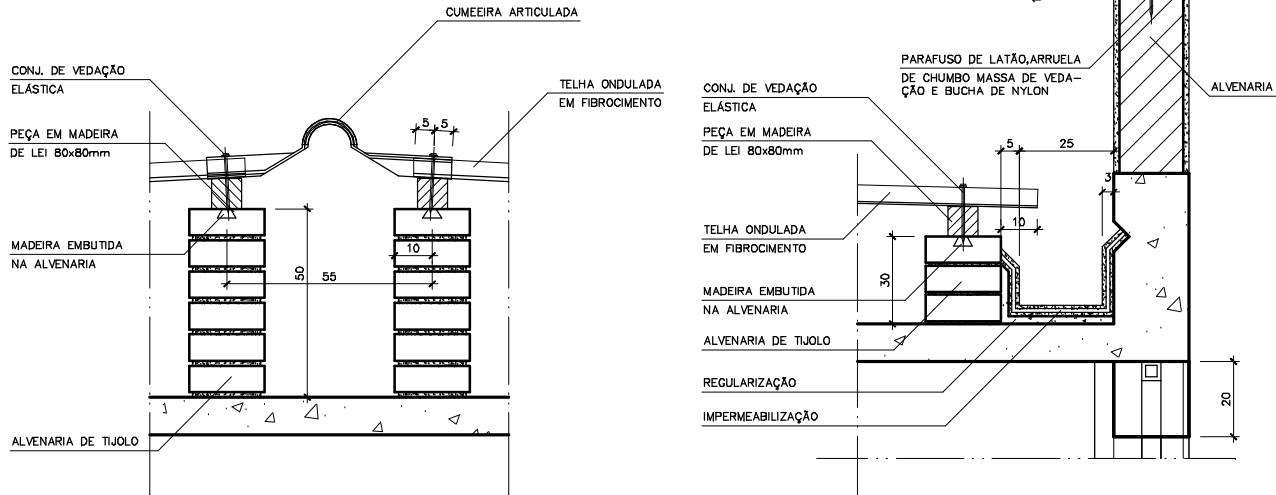 CUMEEIRA ARTICULADA
CONJ. DE VEDAÇÃO
ELÁSTICA
PEÇA EM MADEIRA
DE LEI 80x80mm
MADEIRA EMBUTIDA
NA ALVENARIA
ALVENARIA DE TIJOLO
TELHA ONDULADA
EM FIBROCIMENTO
5
5
10
50
55
PARAFUSO DE LATÃO,ARRUELA
DE CHUMBO MASSA DE VEDA-
ÇÃO E BUCHA DE NYLON
ALVENARIA
CONJ. DE VEDAÇÃO
ELÁSTICA
PEÇA EM MADEIRA
DE LEI 80x80mm
TELHA ONDULADA
EM FIBROCIMENTO
MADEIRA EMBUTIDA
NA ALVENARIA
ALVENARIA DE TIJOLO
REGULARIZAÇÃO
IMPERMEABILIZAÇÃO
5
25
3
10
30
20